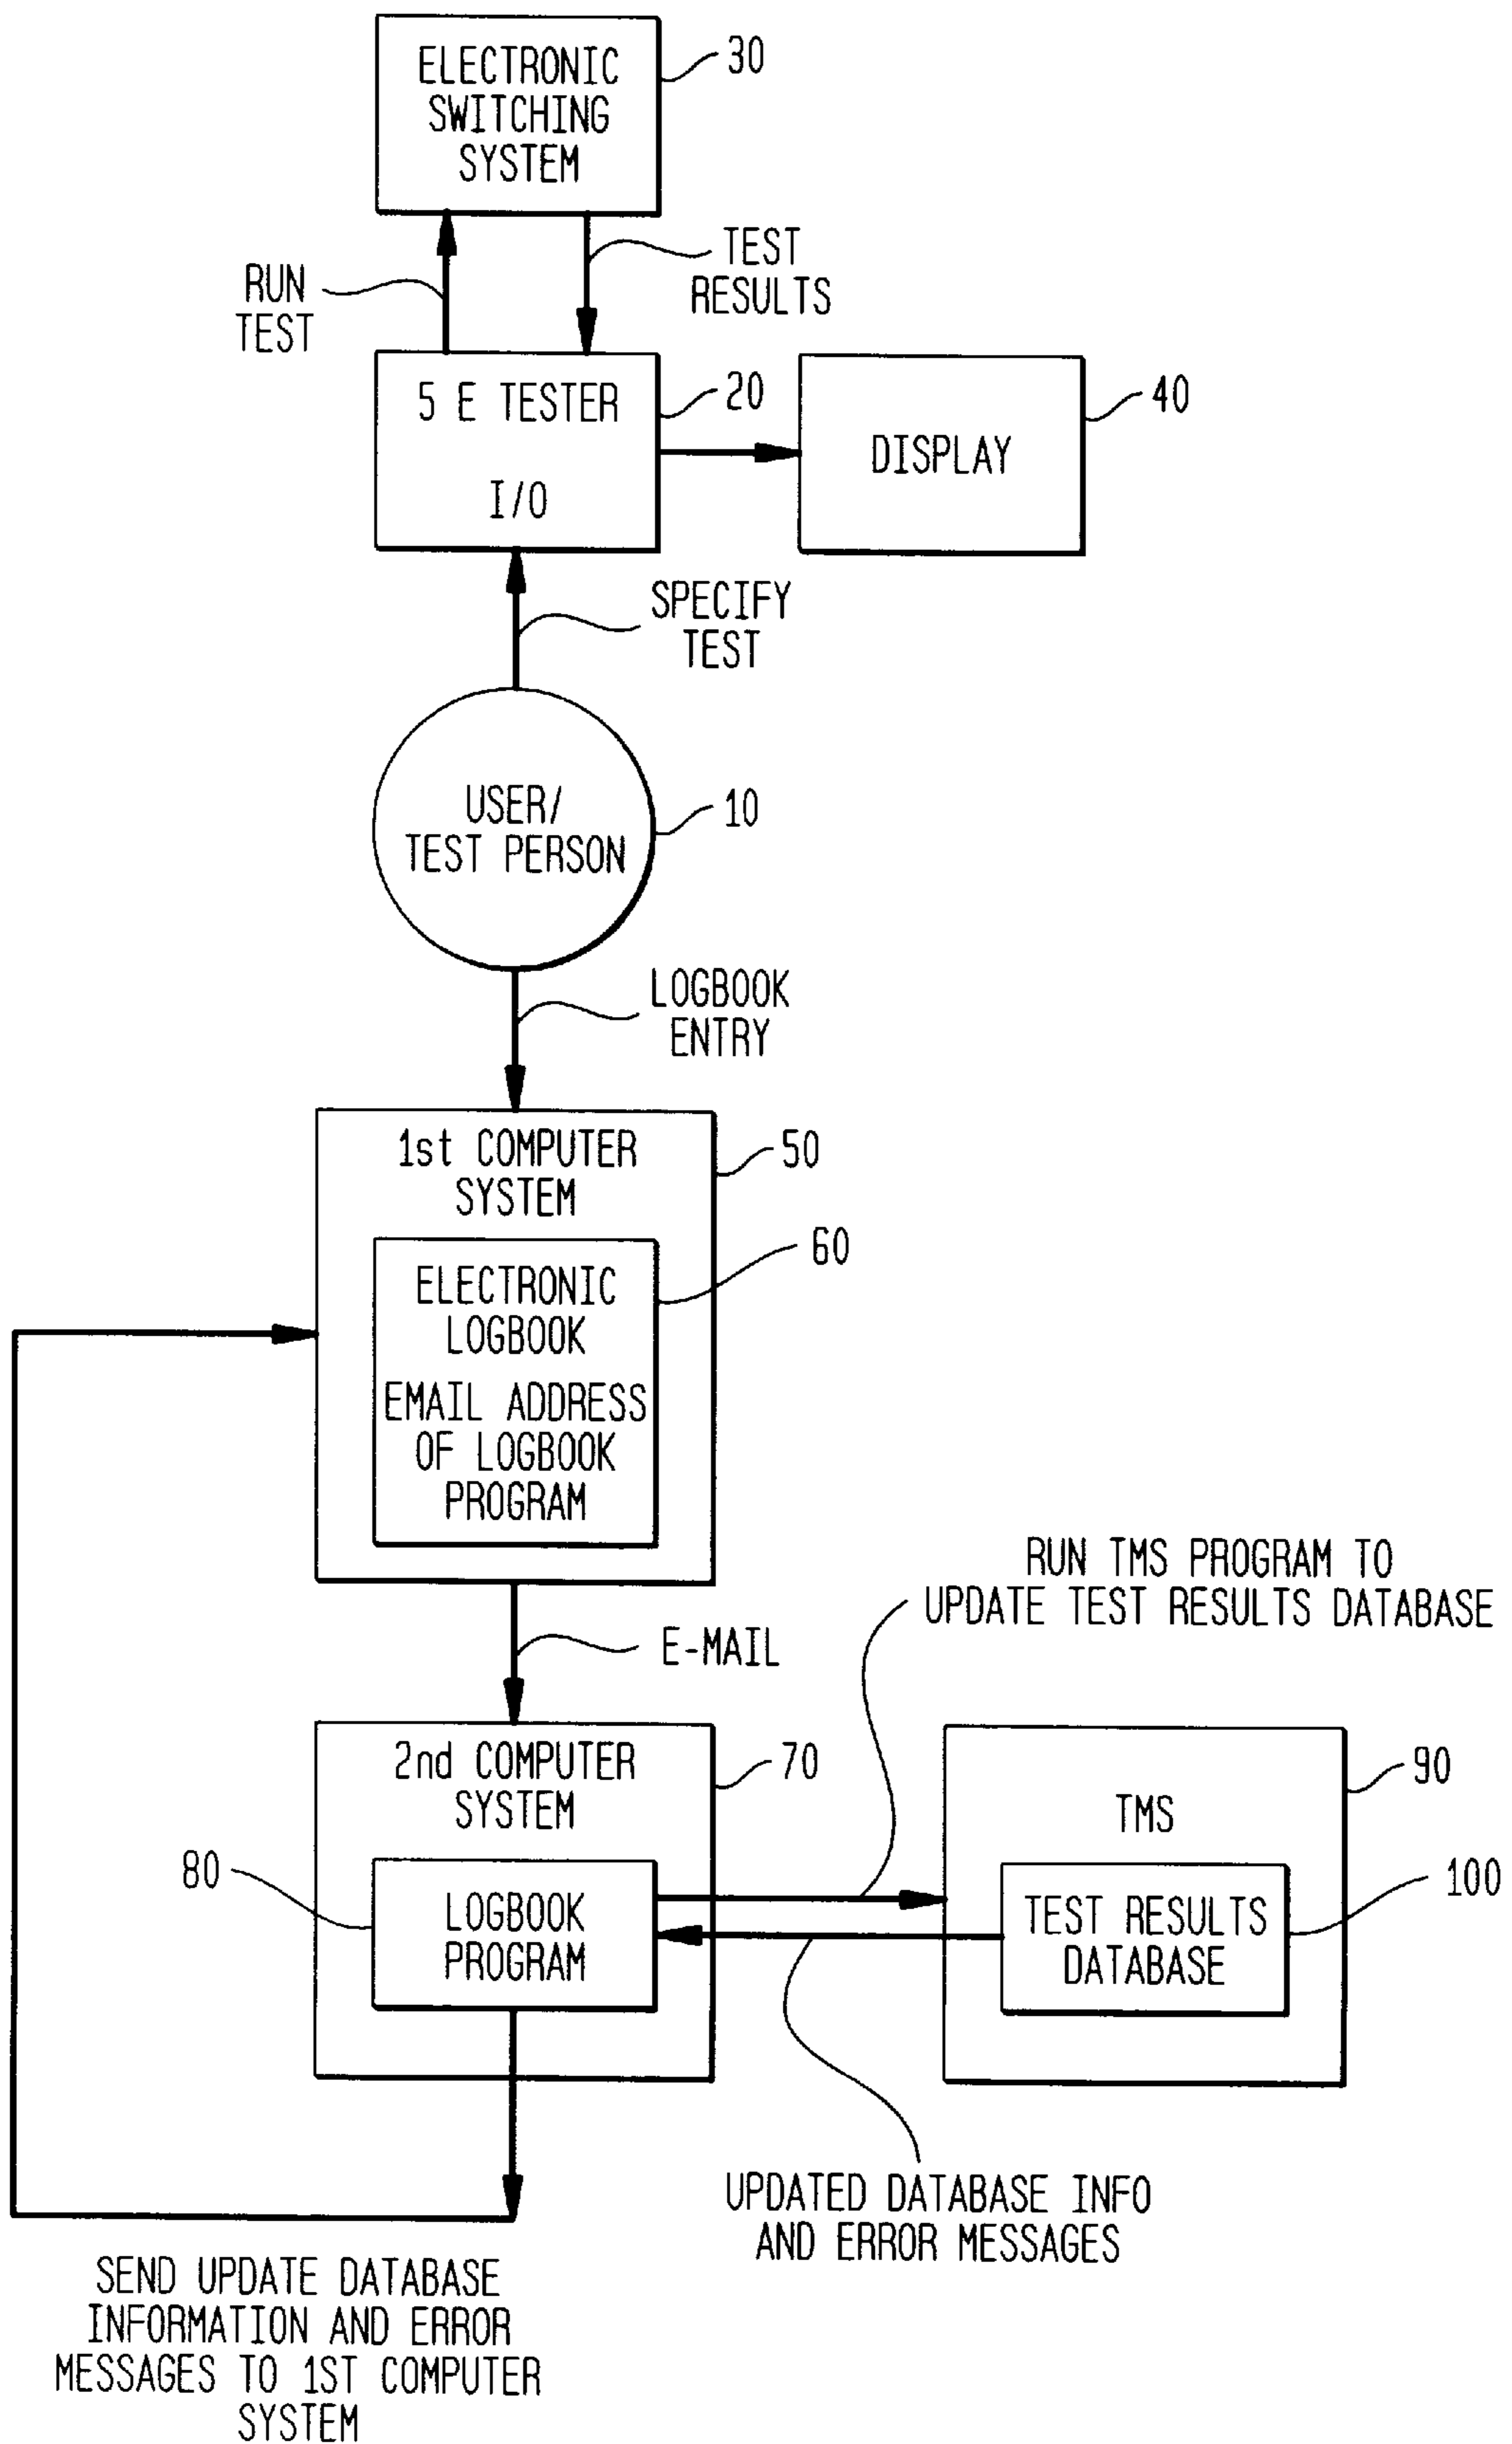 ELECTRONIC
SWITCHING
SYSTEM
30
TEST
RESULTS
RUN
TEST
5 E TESTER
I/O
20
DISPLAY
40
SPECIFY
TEST
USER/
TEST PERSON
10
LOGBOOK
ENTRY
1st COMPUTER
SYSTEM
50
60
ELECTRONIC
LOGBOOK
EMAIL ADDRESS
OF LOGBOOK
PROGRAM
E-MAIL
RUN TMS PROGRAM TO
UPDATE TEST RESULTS DATABASE
2nd COMPUTER
SYSTEM
70
80
LOGBOOK
PROGRAM
TMS
90
TEST RESULTS
DATABASE
100
UPDATED DATABASE INFO
AND ERROR MESSAGES
SEND UPDATE DATABASE
INFORMATION AND ERROR
MESSAGES TO 1ST COMPUTER
SYSTEM